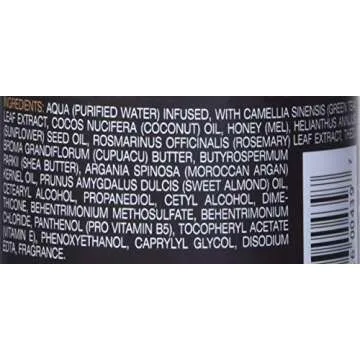 INGREDIENTS: AQUA (PURIFIED WATER) INFUSED, WITH CAMELLIA SINENSIS (GREEN
LEAF EXTRACT, COCOS NUCIFERA (COCONUT) OIL, HONEY (MEL), HELIANTHUS
(SUNFLOWER) SEED OIL, ROSMARINUS OFFICINALIS (ROSEMARY) LEAF EXTRACT,
BROMA GRANDIFLORUM (CUPUACU) BUTTER, BUTYROSPERMUM
PARKII (SHEA BUTTER), ARGANIA SPINOSA (MOROCCAN ARGAN)
KERNEL OIL, PRUNUS AMYGDALUS DULCIS (SWEET ALMOND) OIL,
CETEARYL ALCOHOL, PROPANEDIOL, CETYL ALCOHOL, DIME-
THICONE, BEHENTRIMONIUM METHOSULFATE, BEHENTRIMONIUM
CHLORIDE, PANTHENOL (PRO VITAMIN B5), TOCOPHERYL ACETATE
(VITAMIN E), PHENOXYETHANOL, CAPRYLYL GLYCOL, DISODIUM
EDTA, FRAGRANCE.